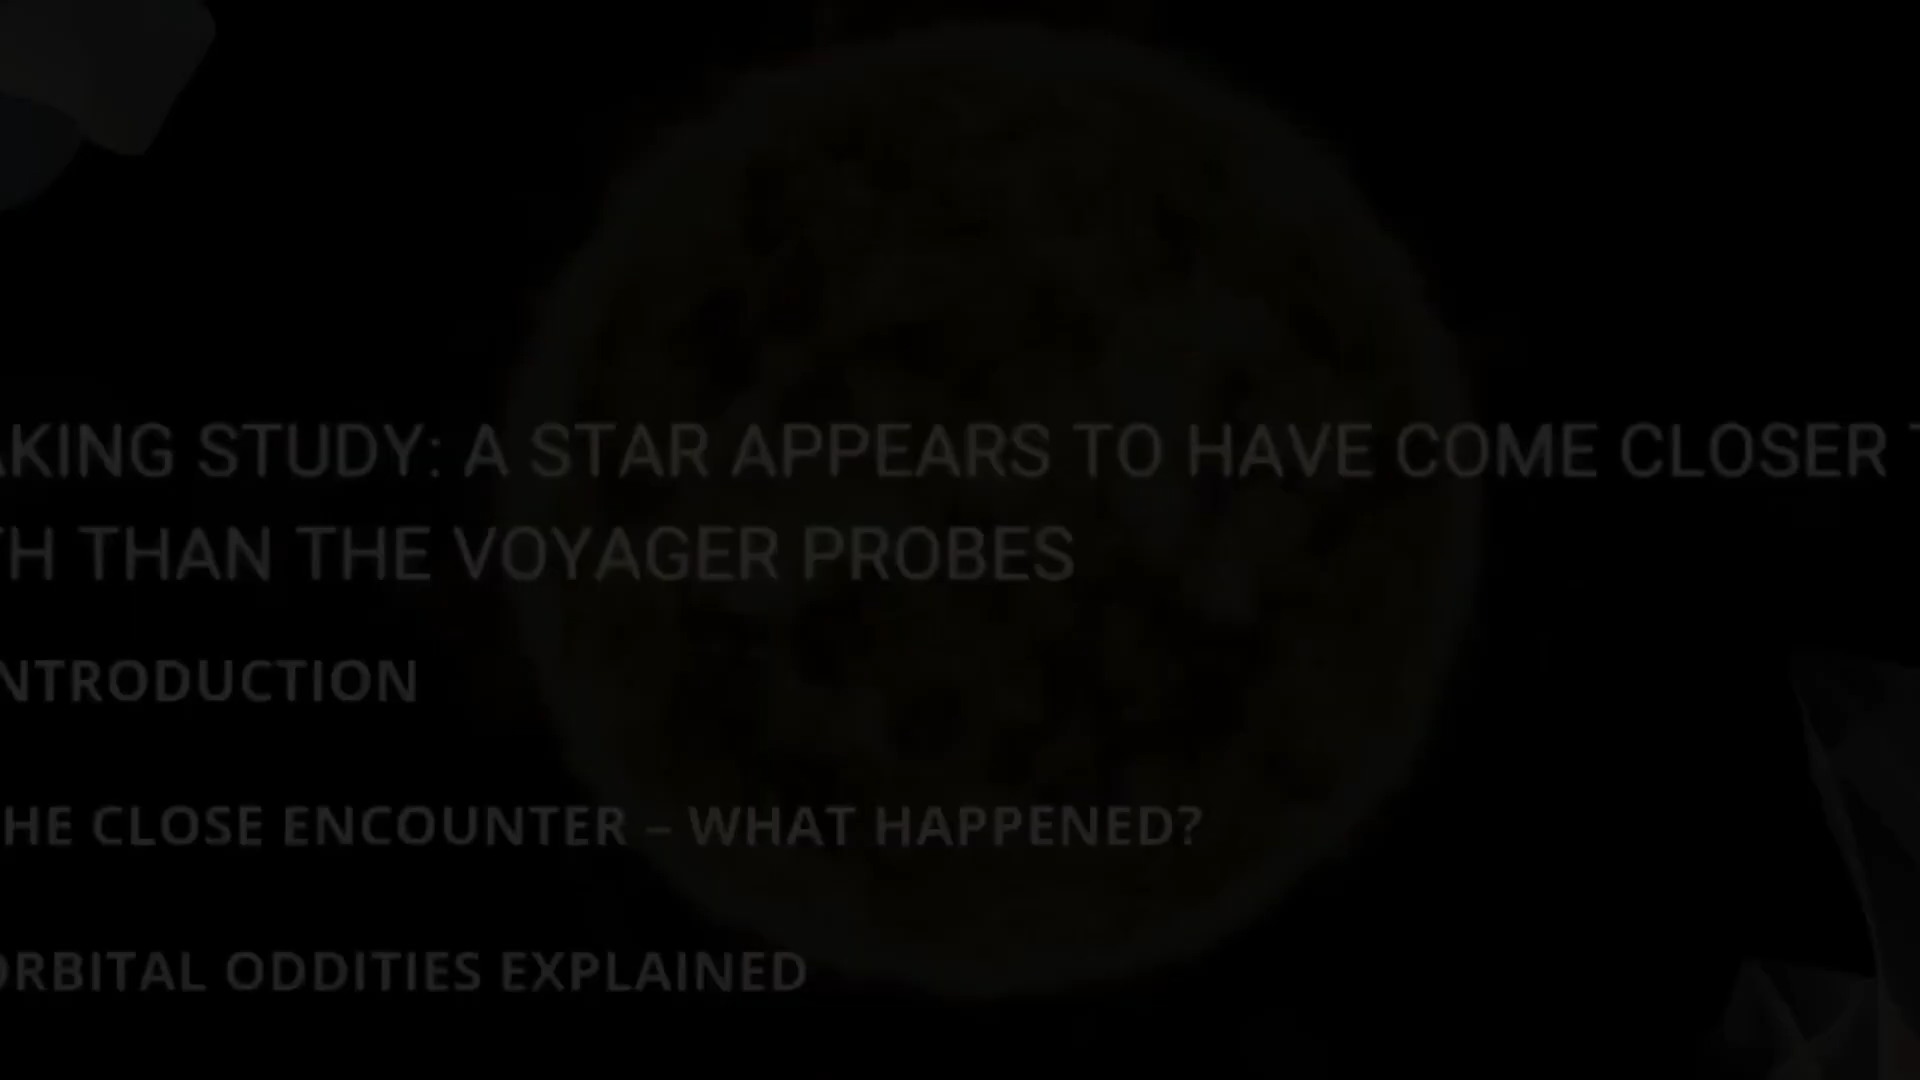 AKING STUDY: A STAR APPEARS TO HAVE COME CLOSER T
TH THAN THE VOYAGER PROBES
NTRODUCTION
HE CLOSE ENCOUNTER – WHAT HAPPENED?
ORBITAL ODDITIES EXPLAINED